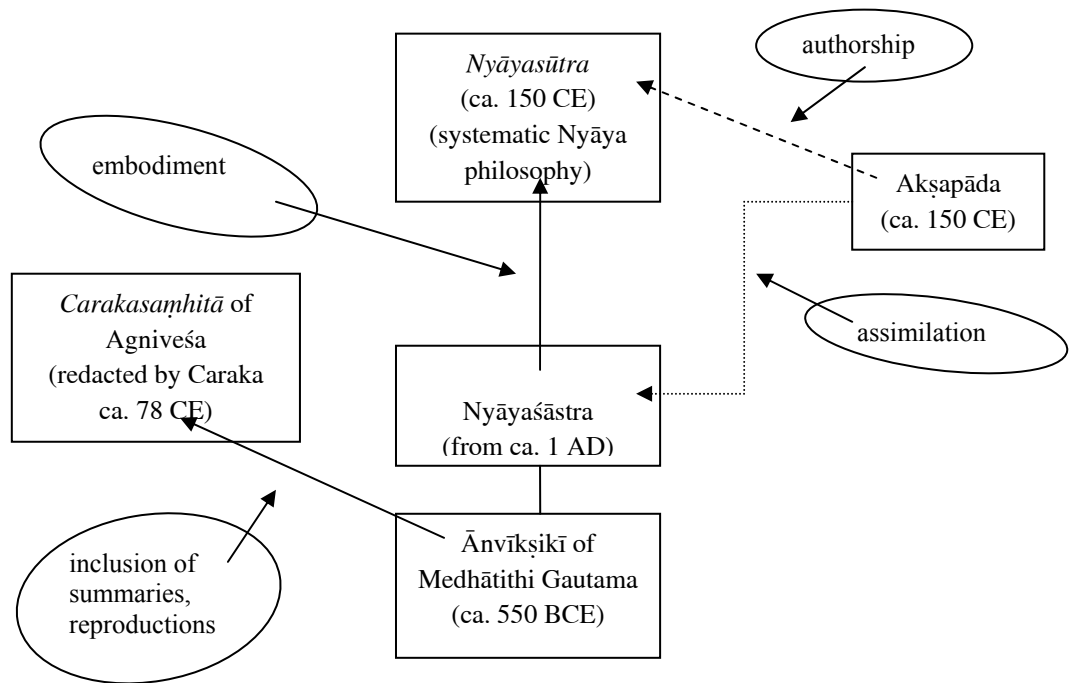 authorship
Nyāyasūtra
(ca. 150 CE)
(systematic Nyāya
philosophy)
embodiment
Akṣapāda
(ca. 150 CE)
Carakasaṃhitā of
Agniveśa
(redacted by Caraka
ca. 78 CE)
assimilation
Nyāyaśāstra
(from ca. 1 AD)
inclusion of
summaries,
reproductions
Ānvīkṣikī of
Medhātithi Gautama
(ca. 550 BCE)